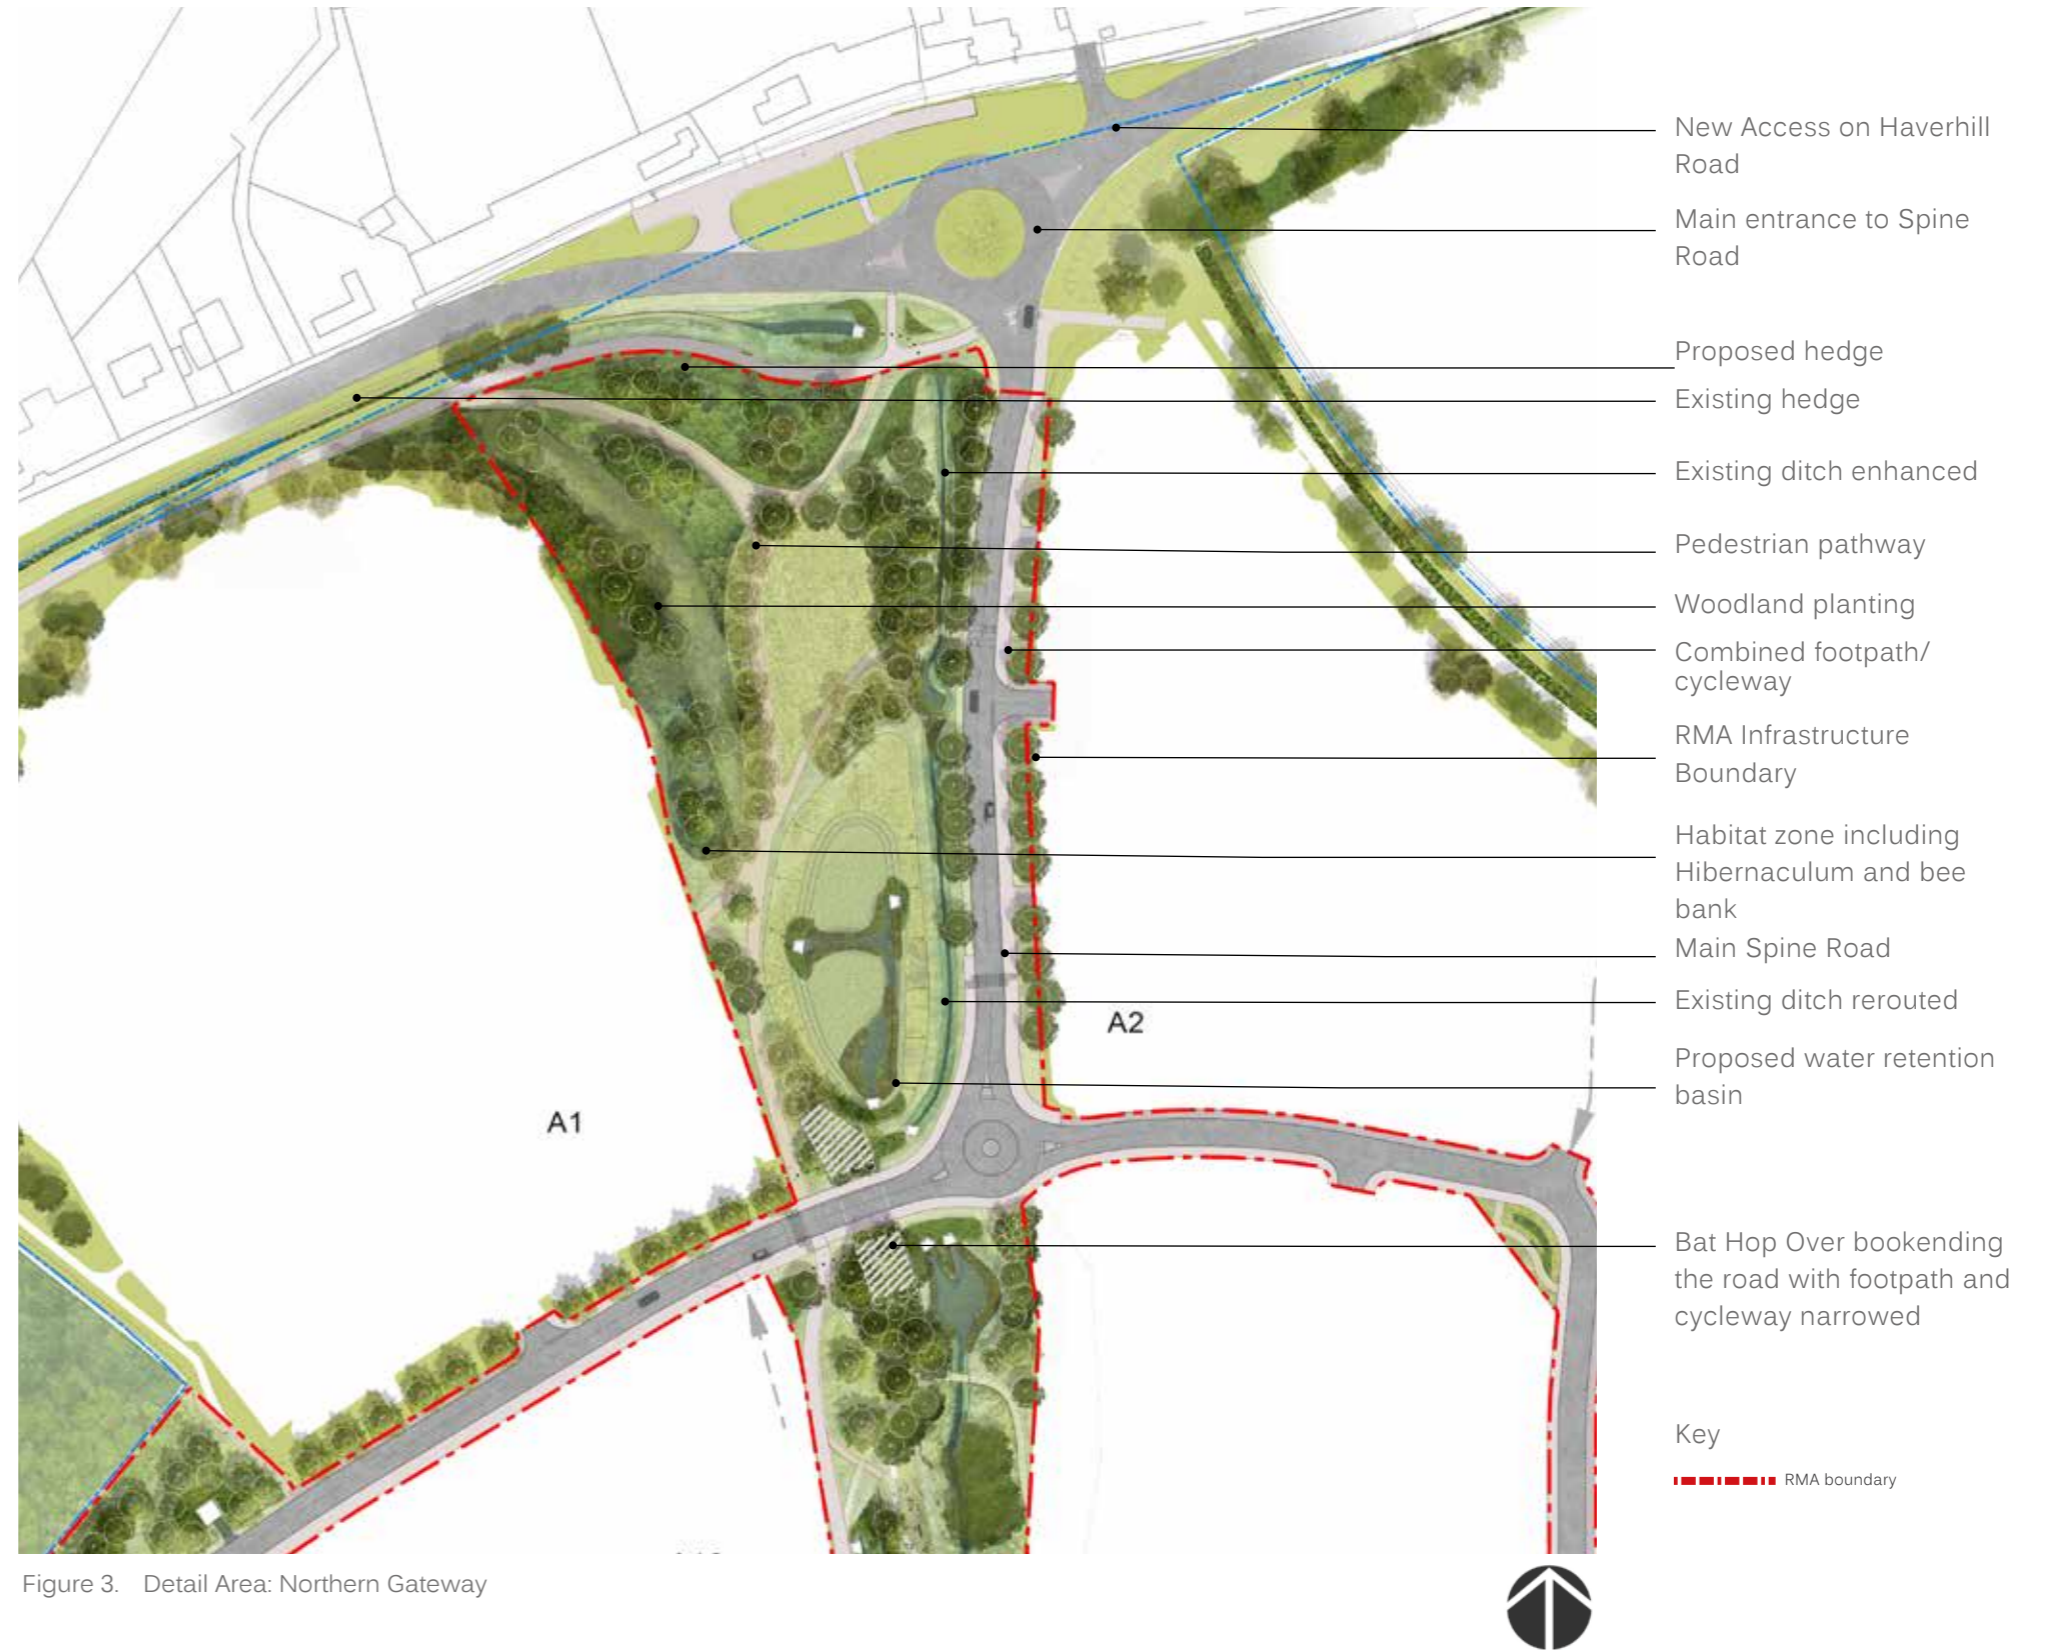 New Access on Haverhill
Road
Main entrance to Spine
Road
Proposed hedge
Existing hedge
Existing ditch enhanced
Pedestrian pathway
Woodland planting
Combined footpath/
cycleway
RMA Infrastructure
Boundary
Habitat zone including
Hibernaculum and bee
bank
Main Spine Road
Existing ditch rerouted
Proposed water retention
basin
Bat Hop Over bookending
the road with footpath and
cycleway narrowed
A2
A1
Key
RMA boundary
Figure 3. Detail Area: Northern Gateway